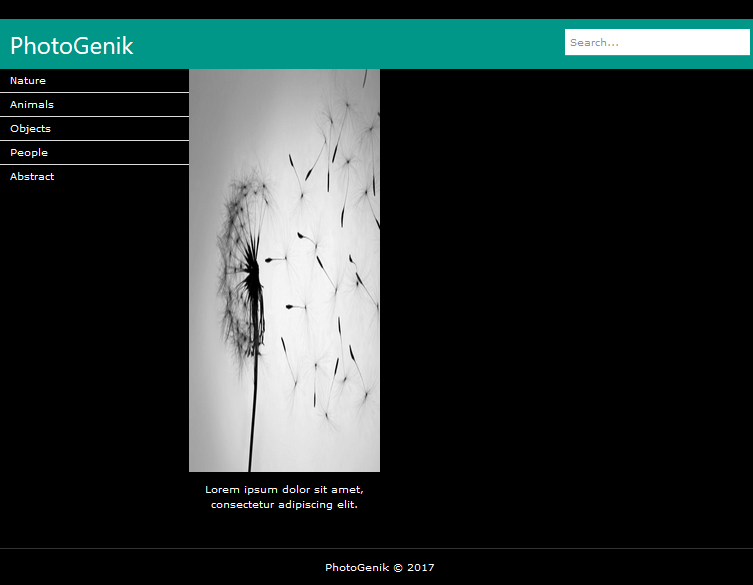 PhotoGenik
Search...
Nature
Animals
Objects
People
Abstract
Lorem ipsum dolor sit amet,
consectetur adipiscing elit.
PhotoGenik © 2017